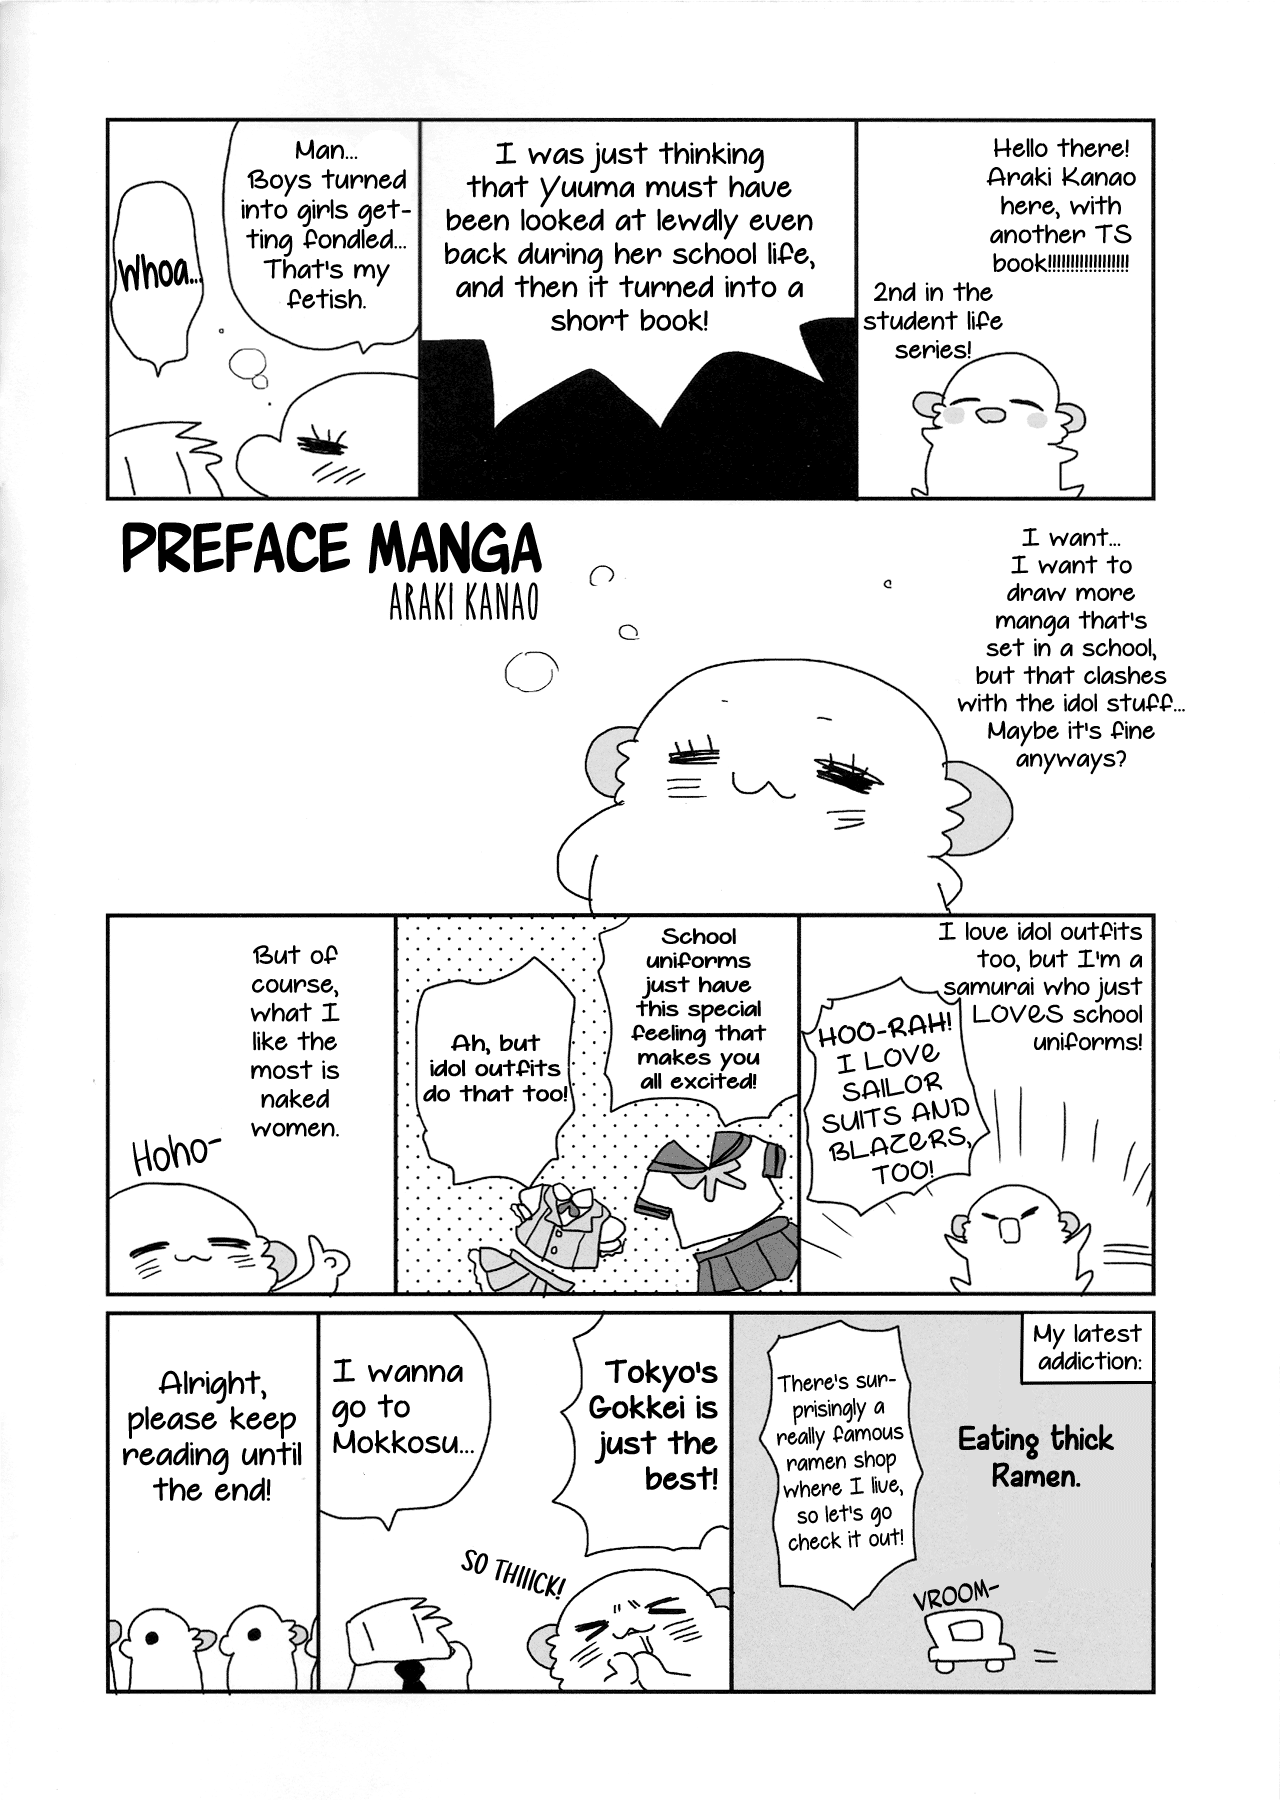 Hello there!
Araki Kanao
here, with
another TS
book!!!!!!!!!!!!!!!!!!
2nd in the
student life
series!
I was just thinking
that Yuuma must have
been looked at lewdly even
back during her school life,
and then it turned into a
short book!
Man...
Boys turned
into girls get-
ting fondled...
That's my
fetish.
Whoa...
PREFACE MANGA
ARAKI KANAO
I want...
I want to
draw more
manga that's
set in a school,
but that clashes
with the idol stuff...
Maybe it's fine
anyways?
I love idol outfits
too, but I'm a
samurai who just
LOVES school
uniforms!
HOO-RAH!
I LOVE
SAILOR
SUITS AND
BLAZERS,
TOO!
School
uniforms
just have
this special
feeling that
makes you
all excited!
Ah, but
idol outfits
do that too!
But of
course,
what I
like the
most is
naked
women.
Hoho-
My latest
addiction:
Eating thick
Ramen.
There's sur-
prisingly a
really famous
ramen shop
where I live,
so let's go
check it out!
VROOM-
Tokyo's
Gokkei is
just the
best!
SO THIIICK!
I wanna
go to
Mokkosu...
Alright,
please keep
reading until
the end!